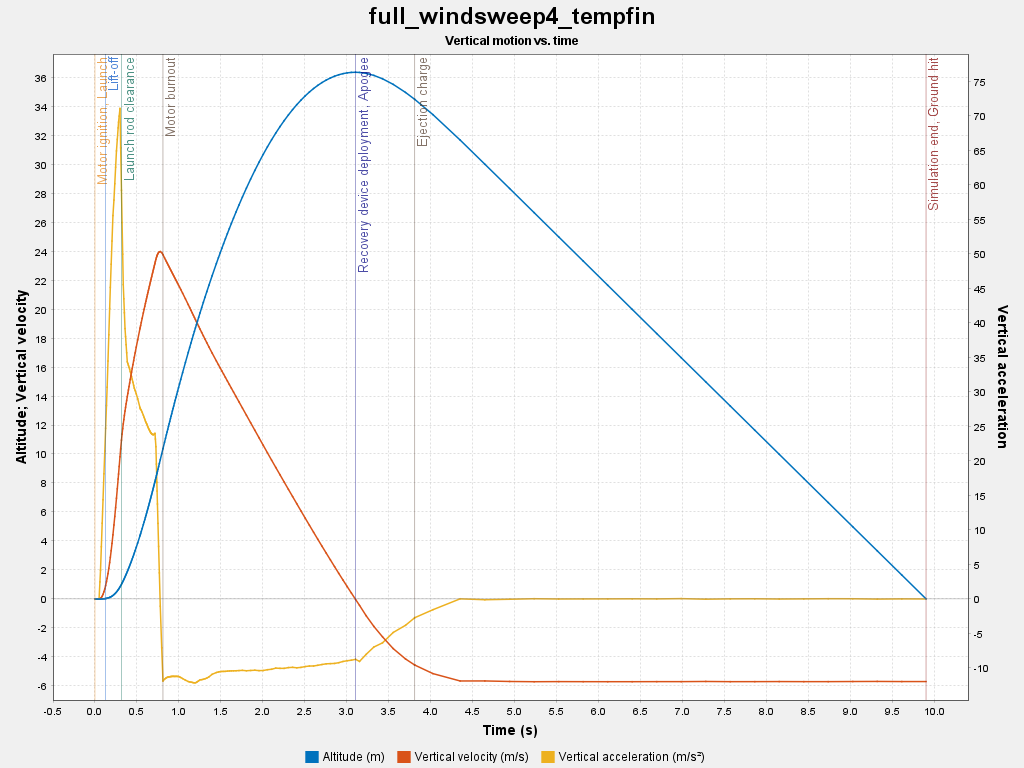 full_windsweep4_tempfin
Vertical motion vs. time
Motor ignition, Launch
Lift-off
Launch rod clearance
Motor burnout
Recovery device deployment, Apogee
Ejection charge
Simulation end, Ground hit
Altitude; Vertical velocity
36
34
32
30
28
26
24
22
20
18
16
14
12
10
8
6
4
2
0
-2
-4
-6
Vertical acceleration
75
70
65
60
55
50
45
40
35
30
25
20
15
10
5
0
-5
-10
-0.5 0.0 0.5 1.0 1.5 2.0 2.5 3.0 3.5 4.0 4.5 5.0 5.5 6.0 6.5 7.0 7.5 8.0 8.5 9.0 9.5 10.0
Time (s)
Altitude (m) Vertical velocity (m/s) Vertical acceleration (m/s²)